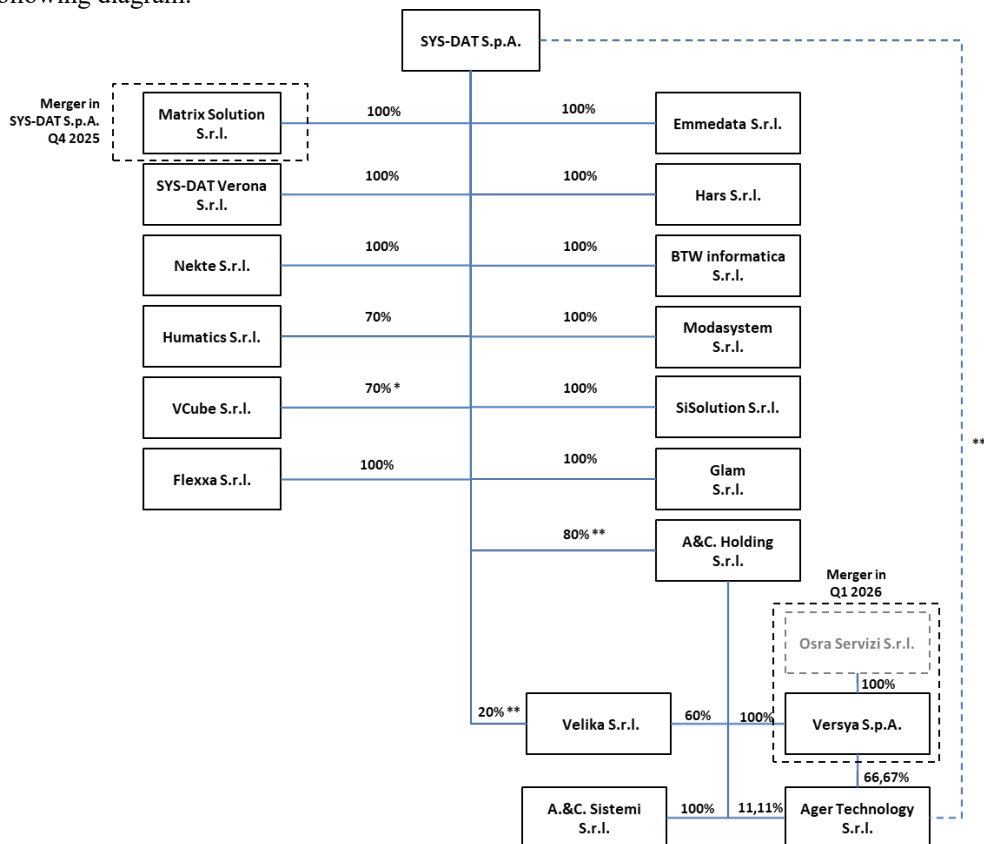 ollowing diagram:
SYS-DAT S.p.A.
Merger in
SYS-DAT S.p.A.
Q4 2025
Matrix Solution
S.r.l.
100%
100%
Emmedata S.r.l.
SYS-DAT Verona
S.r.l.
100%
100%
Hars S.r.l.
Nekte S.r.l.
100%
100%
BTW informatica
S.r.l.
Humatics S.r.l.
70%
100%
Modasystem
S.r.l.
VCube S.r.l.
70% *
100%
SiSolution S.r.l.
**
Flexxa S.r.l.
100%
100%
Glam
S.r.l.
80% **
A&C. Holding
S.r.l.
Merger in
Q1 2026
Osra Servizi S.r.l.
100%
20% **
Velika S.r.l.
60%
100%
Versya S.p.A.
66,67%
A.&C. Sistemi
S.r.l.
100%
11,11%
Ager Technology
S.r.l.